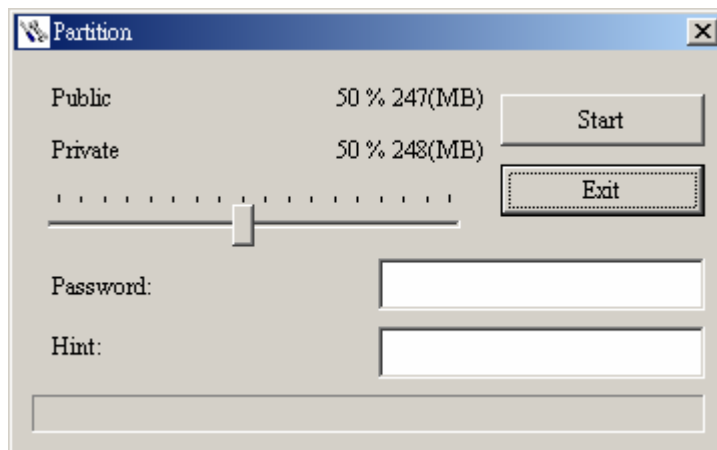 Partition
Public 50 % 247(MB)
Start
Private 50 % 248(MB)
Exit
Password:
Hint: